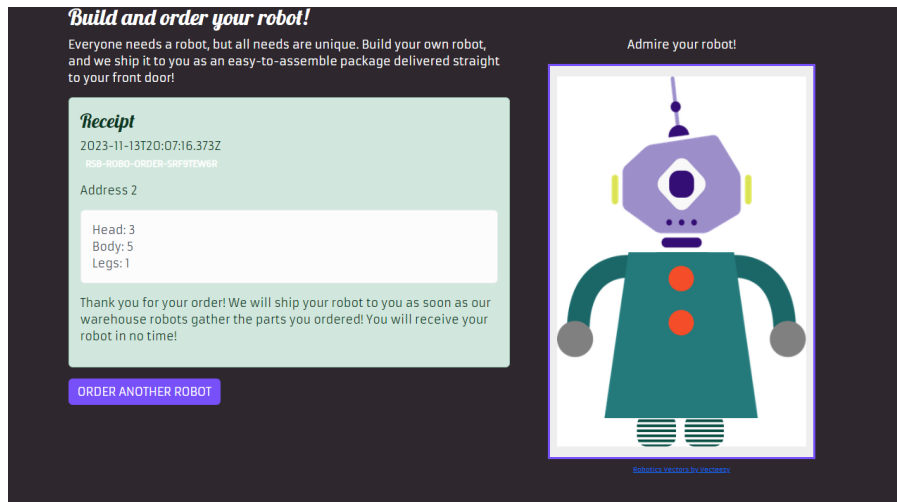 Build and order your robot!
Everyone needs a robot, but all needs are unique. Build your own robot,
and we ship it to you as an easy-to-assemble package delivered straight
to your front door!
Receipt
2023-11-13T20:07:16.373Z
RSB-ROBO-ORDER-SRF9TEW6R
Address 2
Head: 3
Body: 5
Legs: 1
Thank you for your order! We will ship your robot to you as soon as our
warehouse robots gather the parts you ordered! You will receive your
robot in no time!
ORDER ANOTHER ROBOT
Admire your robot!
Robotics Vectors by Vecteezy